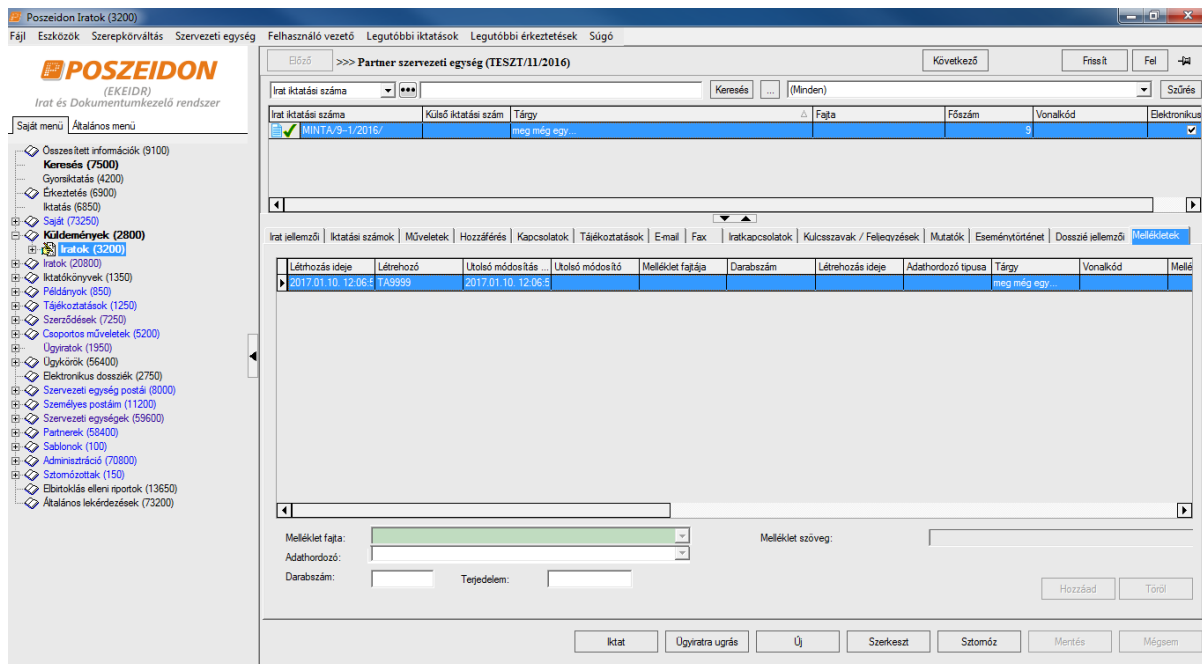 Poszeidon Iratok (3200)
Fájl Eszközök Szerepkörváltás Szervezeti egység Felhasználó vezető Legutóbbi iktatások Legutóbbi érkeztetések Súgó
POSZEIDON
(EKEIDR)
Irat és Dokumentumkezelő rendszer
Saját menü Általános menü
Összesített információk (9100)
Keresés (7500)
Gyorsiktatás (4200)
Érkeztetés (6900)
Iktatás (6850)
Saját (73250)
Küldemények (2800)
Iratok (3200)
Iratok (20800)
Iktatókönyvek (1350)
Példányok (850)
Tájékoztatások (1250)
Szerződések (7250)
Csoportos műveletek (5200)
Ügyiratok (1950)
Ügykörök (56400)
Elektronikus dossziék (2750)
Szervezeti egység postái (8000)
Személyes postáim (11200)
Szervezeti egységek (59600)
Partnerek (58400)
Sablonok (100)
Adminisztráció (70800)
Sztornózottak (150)
Elbirtoklás elleni riportok (13650)
Általános lekérdezések (73200)
Előző >>> Partner szervezeti egység (TESZT/11/2016) Következő Frissít Fel
Irat iktatási száma Keresés ... (Minden) Szűrés
Irat iktatási száma Külső iktatási szám Tárgy Fajta Főszám Vonalkód Elektronikus
MINTA/9--1/2016/ meg még egy... 9
Irat jellemzői Iktatási számok Műveletek Hozzáférés Kapcsolatok Tájékoztatások E-mail Fax Iratkapcsolatok Kulcsszavak / Feljegyzések Mutatók Eseménytörténet Dosszié jellemzői Mellékletek
Létrhozás ideje Létrehozó Utolsó módosítás ... Utolsó módosító Melléklet fajtája Darabszám Létrehozás ideje Adathordozó tipusa Tárgy Vonalkód Mellé
2017.01.10. 12:06:5 TA9999 2017.01.10. 12:06:5 meg még egy...
Melléklet fajta: Melléklet szöveg:
Adathordozó:
Darabszám: Terjedelem:
Hozzáad Töröl
Iktat Ügyiratra ugrás Új Szerkeszt Sztornóz Mentés Mégsem